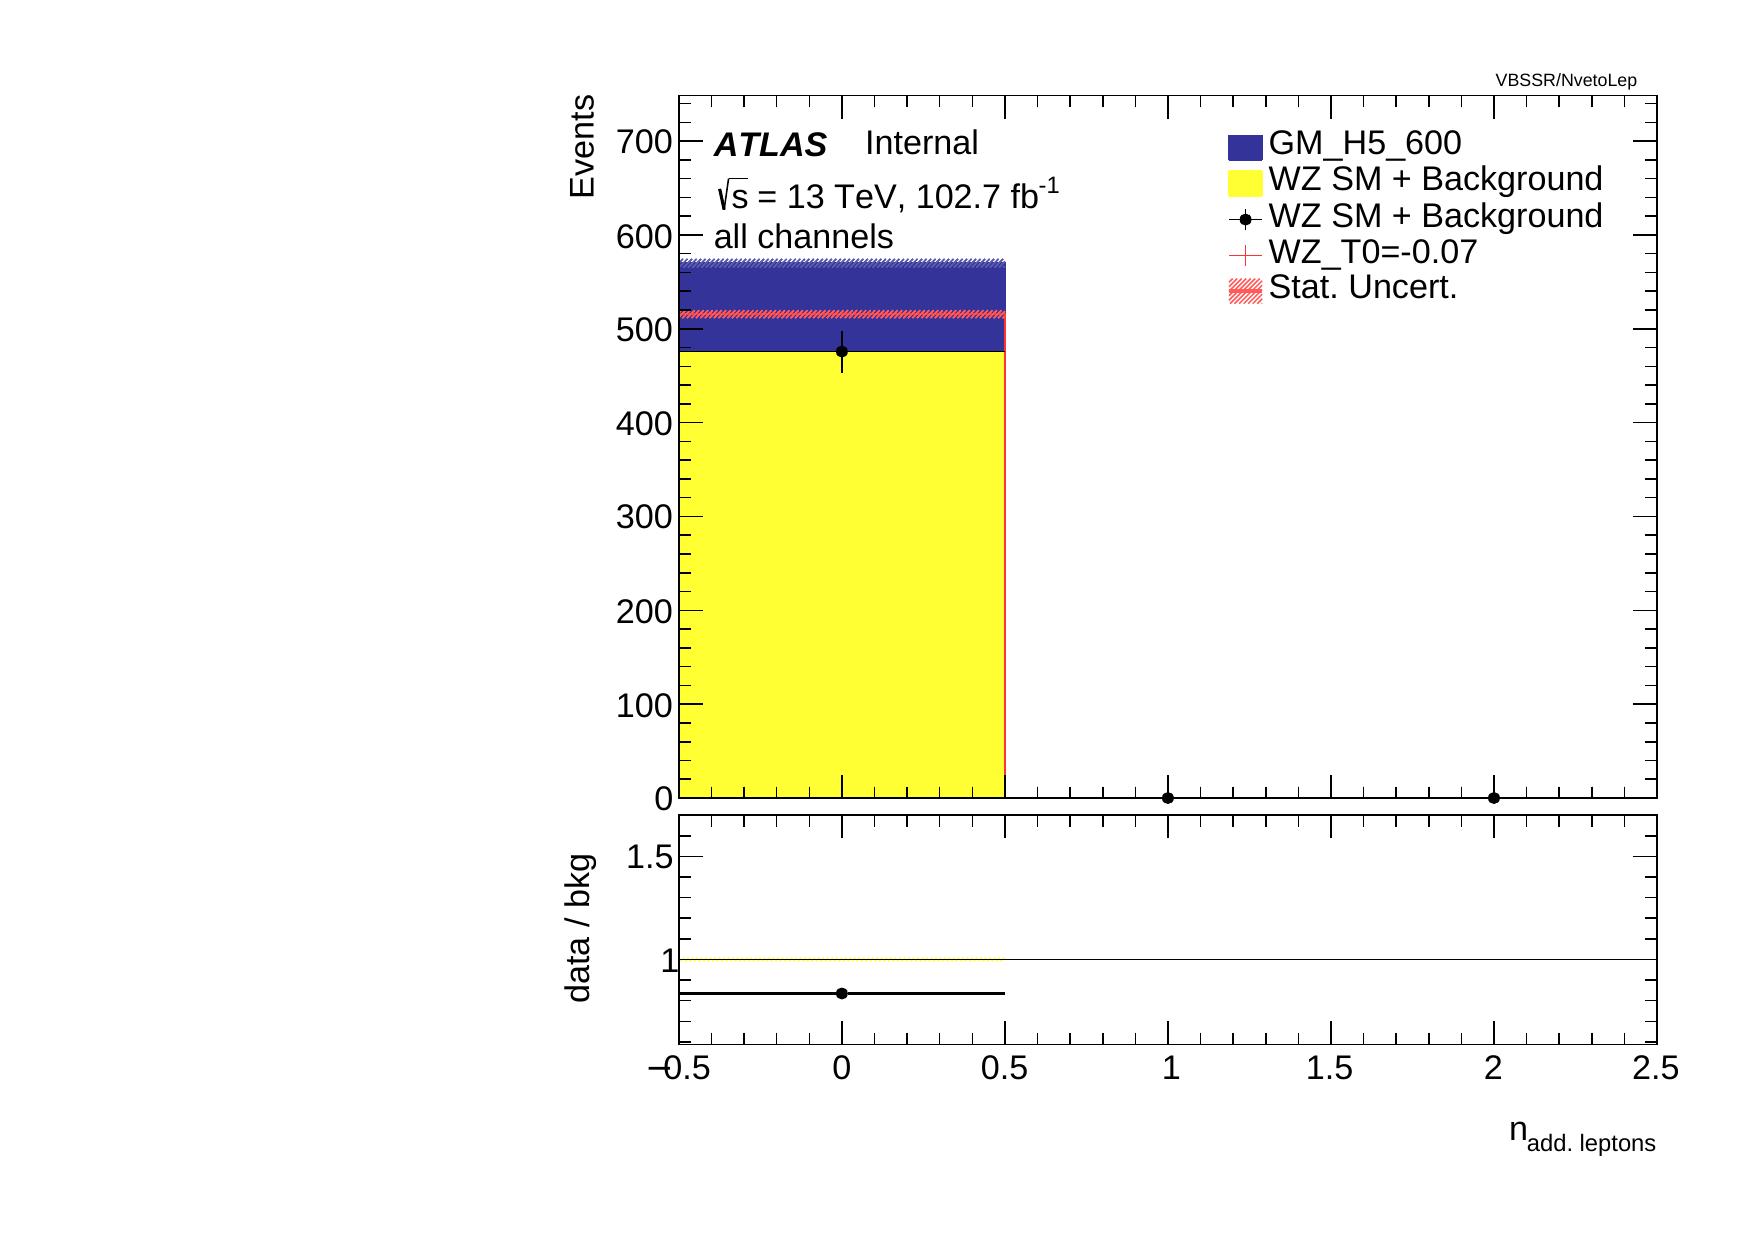 VBSSR/NvetoLep
Events
700
600
500
400
300
200
100
0
ATLAS Internal
√s = 13 TeV, 102.7 fb-1
all channels
GM_H5_600
WZ SM + Background
WZ SM + Background
WZ_T0=-0.07
Stat. Uncert.
data / bkg
1.5
1
−0.5 0 0.5 1 1.5 2 2.5
nadd. leptons